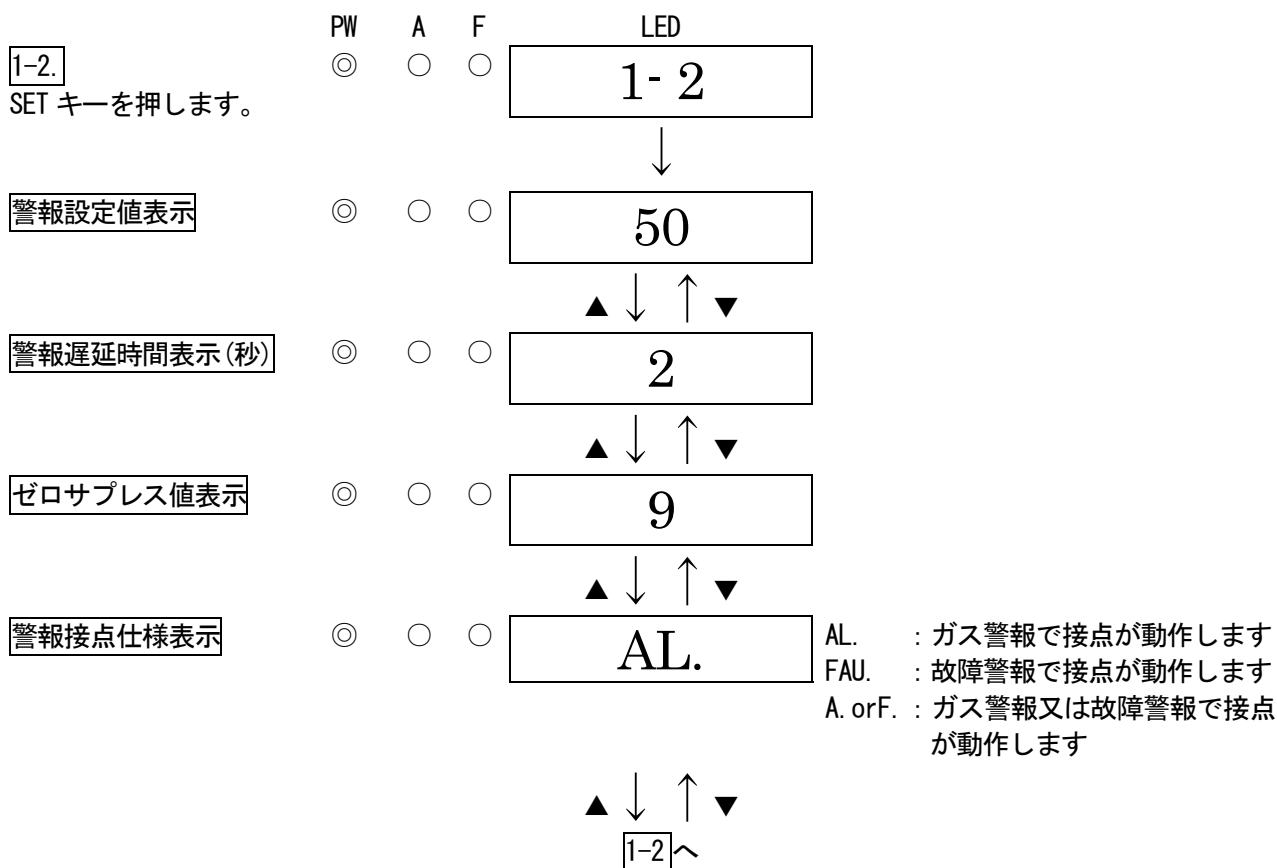 PW A F LED
1-2. ◎ ○ ○ 1- 2
SET キーを押します。
↓
警報設定値表示 ◎ ○ ○ 50
▲ ↓ ↑ ▼
警報遅延時間表示(秒) ◎ ○ ○ 2
▲ ↓ ↑ ▼
ゼロサプレス値表示 ◎ ○ ○ 9
▲ ↓ ↑ ▼
警報接点仕様表示 ◎ ○ ○ AL. AL. :ガス警報で接点が動作します
FAU. :故障警報で接点が動作します
A.orF. :ガス警報又は故障警報で接点
が動作します
▲ ↓ ↑ ▼
1-2 へ